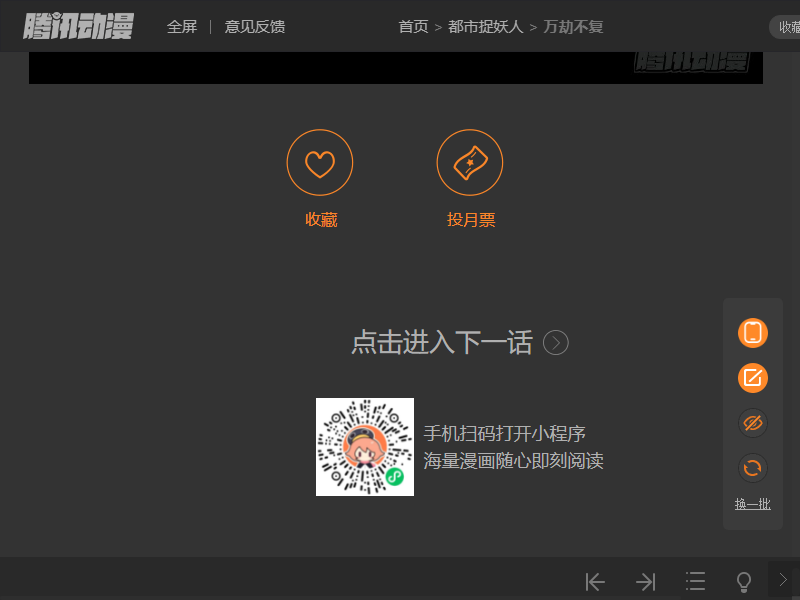 腾讯动漫 全屏 | 意见反馈 首页 > 都市捉妖人 > 万劫不复 收藏
腾讯动漫
收藏 投月票
点击进入下一话
手机扫码打开小程序
海量漫画随心即刻阅读
换一批